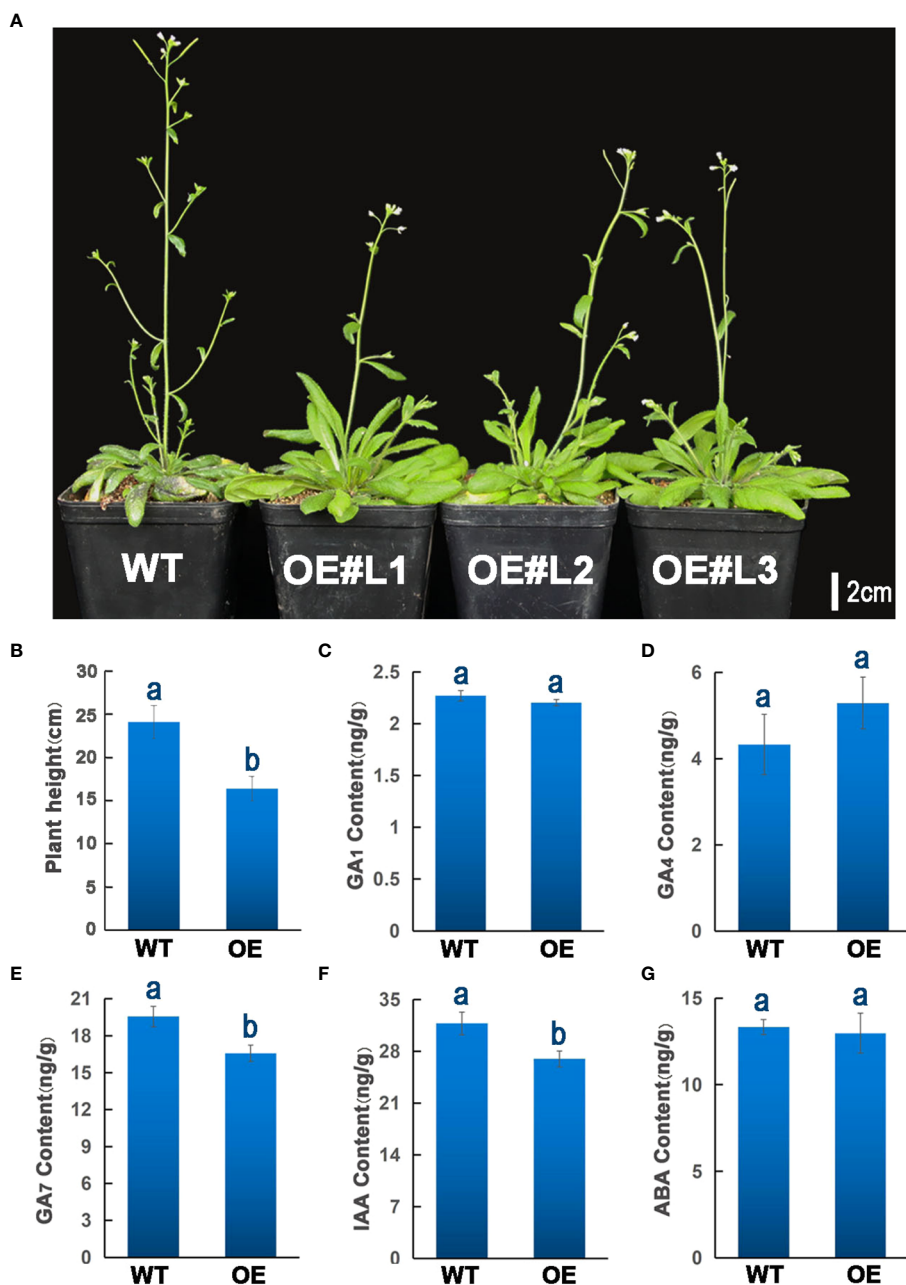 A
WT
OE#L1
OE#L2
OE#L3
2cm
B
Plant height(cm)
30
25
20
15
10
5
0
a
b
WT
OE
C
GA1 Content(ng/g)
2.5
2
1.5
1
0.5
0
a
a
WT
OE
D
GA4 Content(ng/g)
6
4
2
0
a
a
WT
OE
E
GA7 Content(ng/g)
21
18
15
12
9
6
3
0
a
b
WT
OE
F
IAA Content(ng/g)
35
28
21
14
7
0
a
b
WT
OE
G
ABA Content(ng/g)
15
10
5
0
a
a
WT
OE